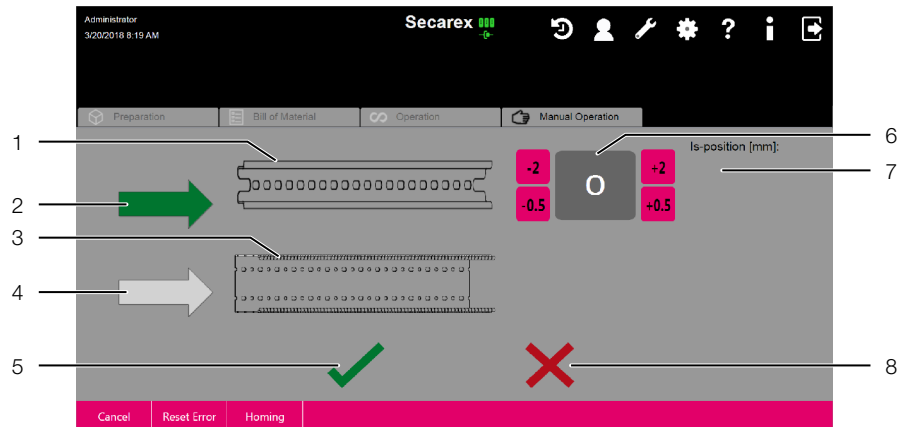 Administrator
3/20/2018 8:19 AM
Secarex
?
i
Preparation
Bill of Material
Operation
Manual Operation
1
2
3
4
5
-2
-0.5
0
+2
+0.5
Is-position [mm]:
6
7
8
Cancel
Reset Error
Homing